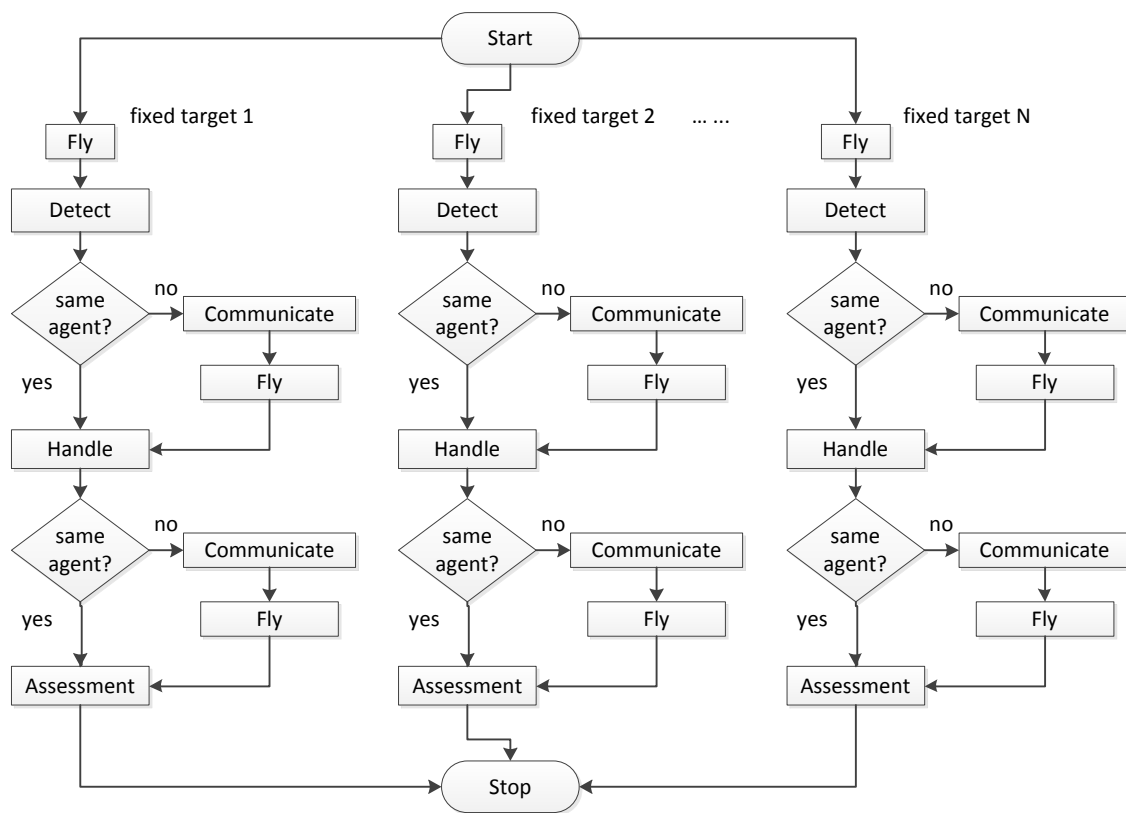 Start
fixed target 1
fixed target 2
... ...
fixed target N
Fly
Fly
Fly
Detect
Detect
Detect
same
agent?
no
Communicate
same
agent?
no
Communicate
same
agent?
no
Communicate
yes
Fly
yes
Fly
yes
Fly
Handle
Handle
Handle
same
agent?
no
Communicate
same
agent?
no
Communicate
same
agent?
no
Communicate
yes
Fly
yes
Fly
yes
Fly
Assessment
Assessment
Assessment
Stop